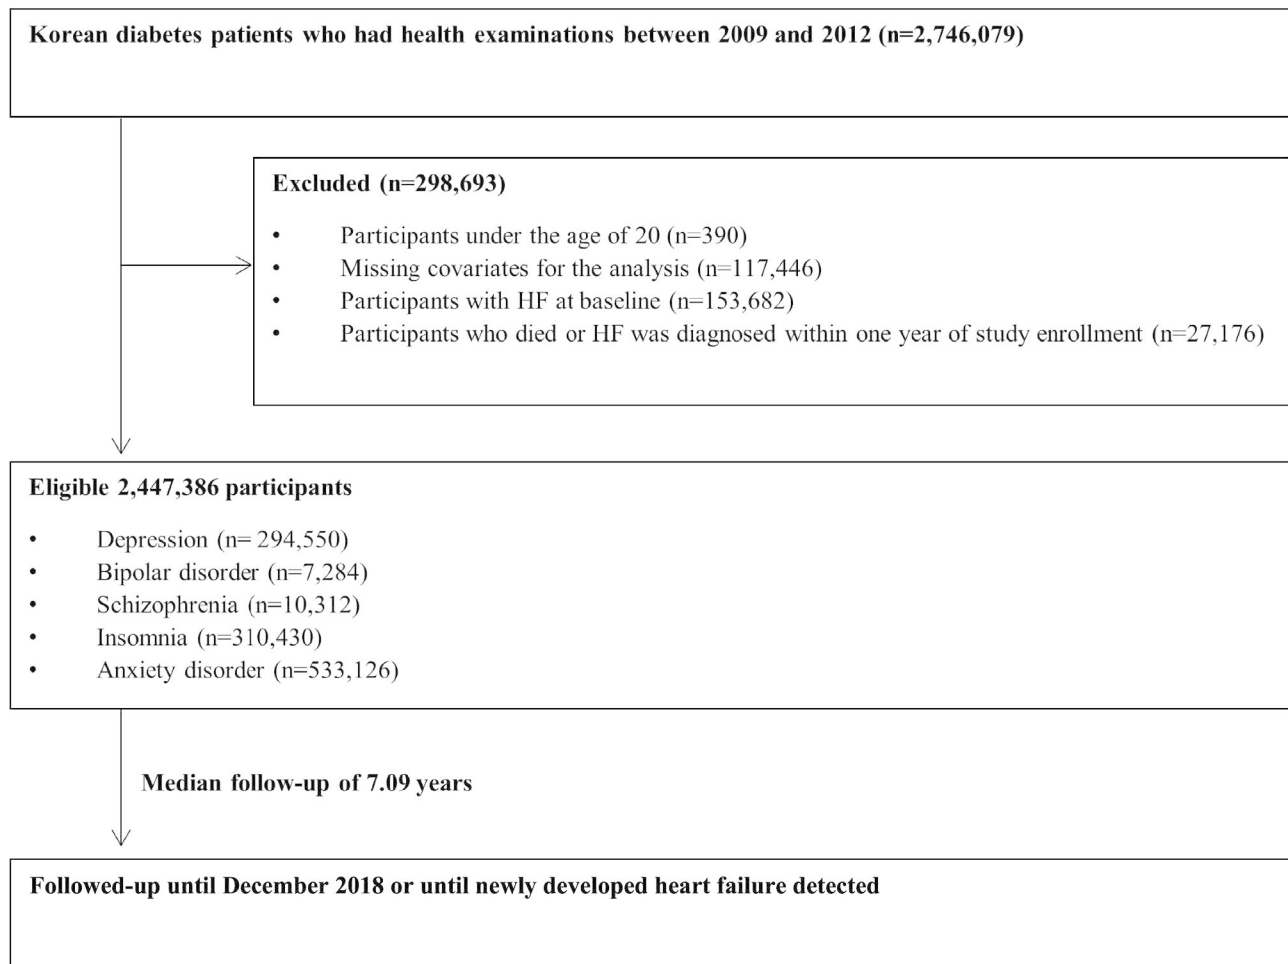 Korean diabetes patients who had health examinations between 2009 and 2012 (n=2,746,079)
Excluded (n=298,693)
• Participants under the age of 20 (n=390)
• Missing covariates for the analysis (n=117,446)
• Participants with HF at baseline (n=153,682)
• Participants who died or HF was diagnosed within one year of study enrollment (n=27,176)
Eligible 2,447,386 participants
• Depression (n= 294,550)
• Bipolar disorder (n=7,284)
• Schizophrenia (n=10,312)
• Insomnia (n=310,430)
• Anxiety disorder (n=533,126)
Median follow-up of 7.09 years
Followed-up until December 2018 or until newly developed heart failure detected